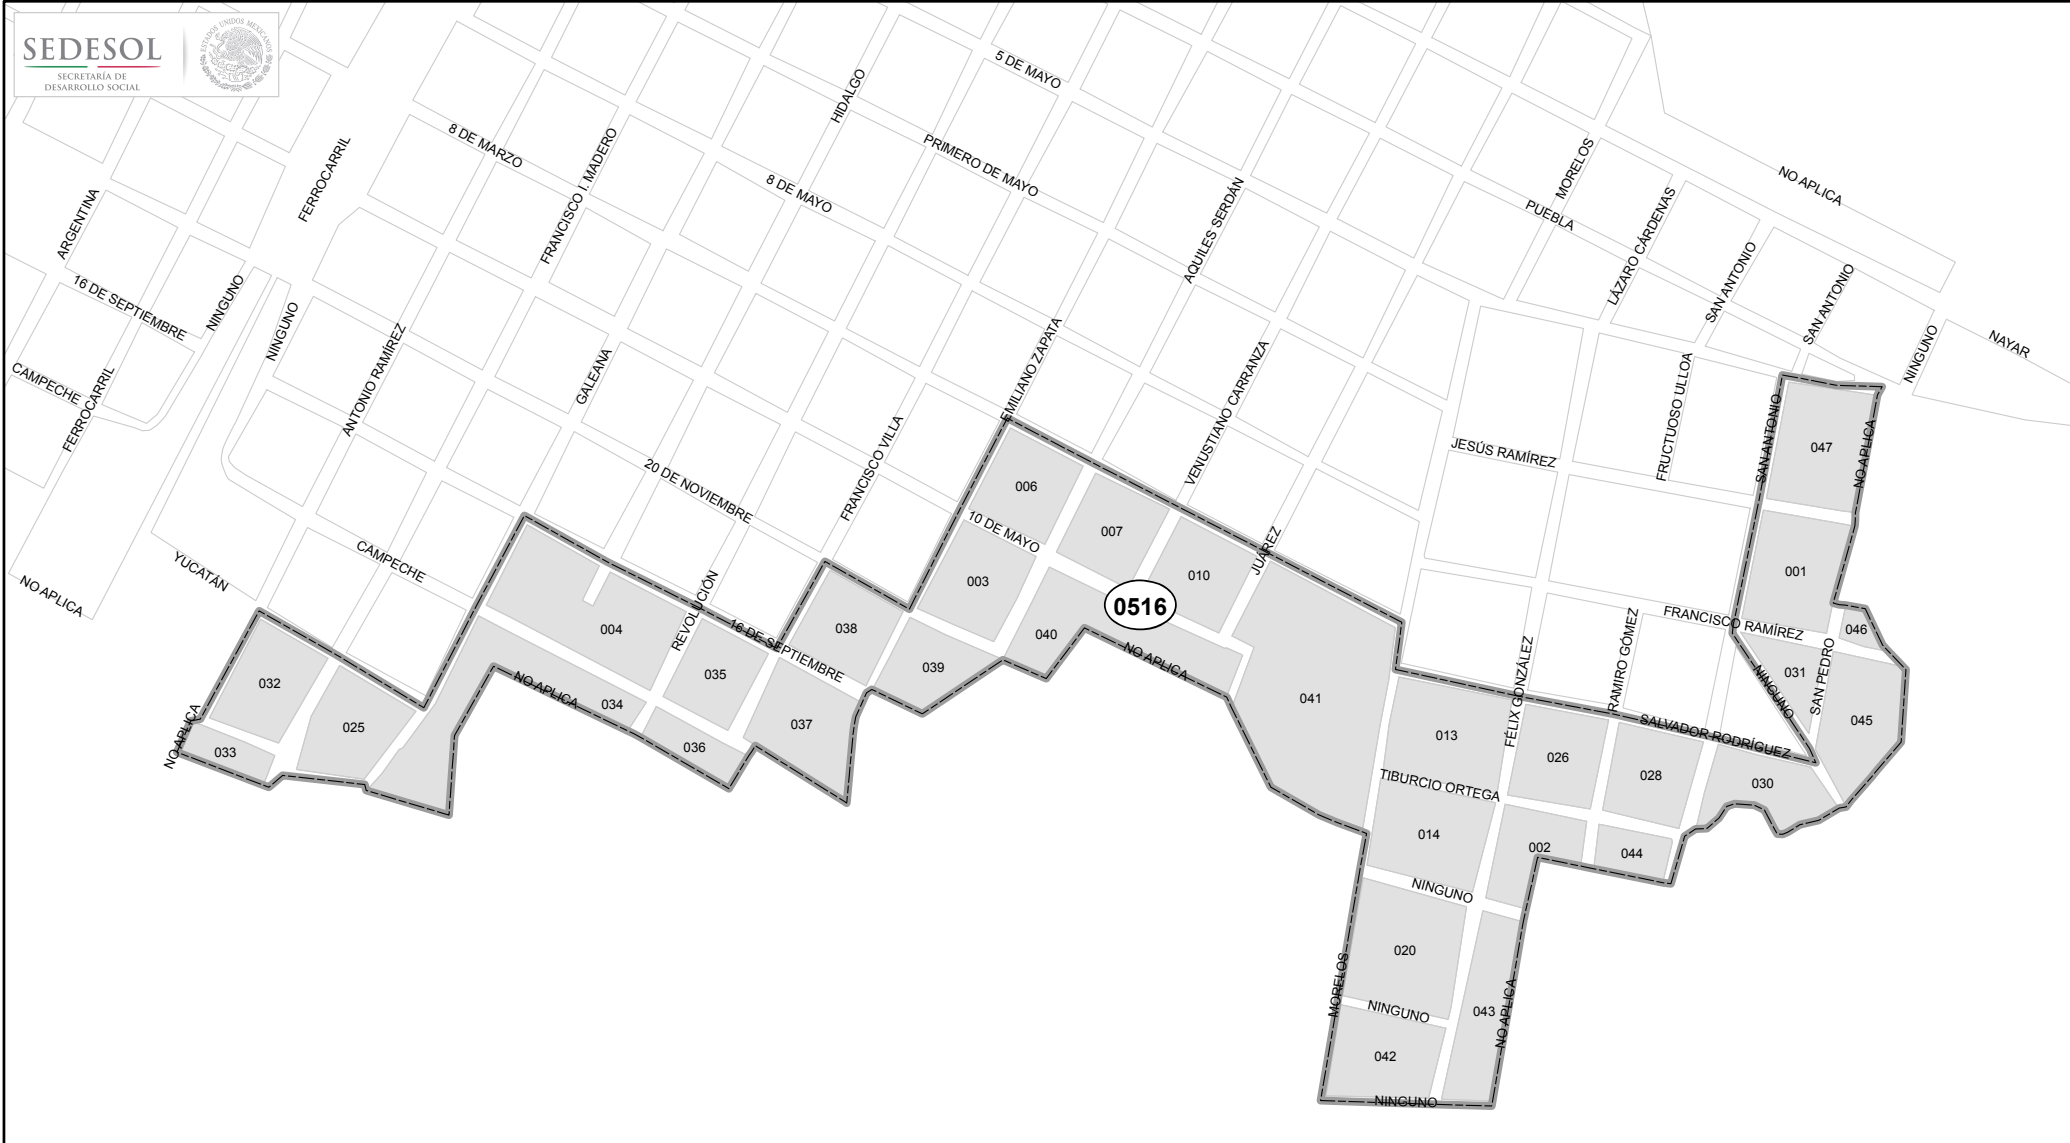 SEDESOL
SECRETARÍA DE
DESARROLLO SOCIAL
ESTADOS UNIDOS MEXICANOS
5 DE MAYO
HIDALGO
8 DE MARZO
FERROCARRIL
FRANCISCO I. MADERO
PRIMERO DE MAYO
8 DE MAYO
MORELOS
NO APLICA
PUEBLA
LÁZARO CÁRDENAS
AQUILES SERDÁN
ARGENTINA
SAN ANTONIO
SAN ANTONIO
16 DE SEPTIEMBRE
NINGUNO
NINGUNO
ANTONIO RAMÍREZ
GALEANA
EMILIANO ZAPATA
VENUSTIANO CARRANZA
NINGUNO
NAYAR
CAMPECHE
FERROCARRIL
FRUCTUOSO ULLOA
JESÚS RAMÍREZ
SAN ANTONIO
047
NO APLICA
20 DE NOVIEMBRE
FRANCISCO VILLA
006
10 DE MAYO
007
JUÁREZ
010
003
0516
001
CAMPECHE
YUCATÁN
NO APLICA
REVOLUCIÓN
004
16 DE SEPTIEMBRE
038
040
NO APLICA
039
FRANCISCO RAMÍREZ
046
RAMIRO GÓMEZ
FÉLIX GONZÁLEZ
SAN PEDRO
031
NINGUNO
045
032
025
033
NO APLICA
NO APLICA
034
035
036
037
041
013
SALVADOR RODRÍGUEZ
026
028
030
TIBURCIO ORTEGA
014
002
044
NINGUNO
020
MORELOS
NINGUNO
043
NO APLICA
042
NINGUNO